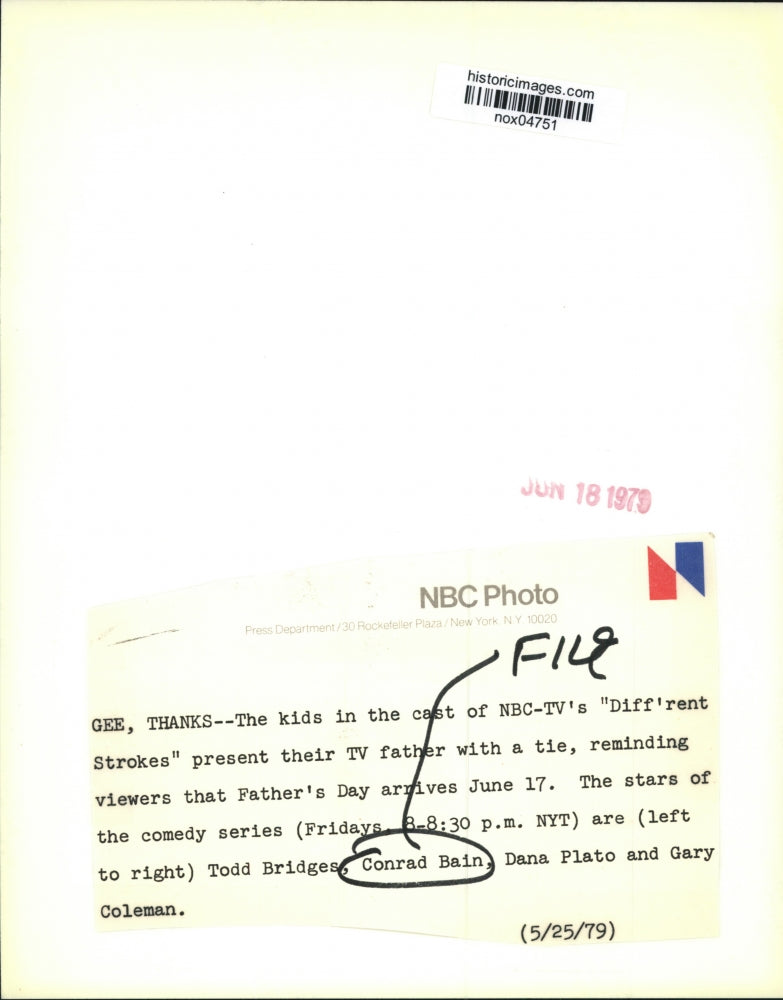 historicimages.com
nox04751
JUN 18 1979
NBC Photo
Press Department/30 Rockefeller Plaza/New York, N.Y. 10020
FILE
GEE, THANKS--The kids in the cast of NBC-TV's "Diff'rent
Strokes" present their TV father with a tie, reminding
viewers that Father's Day arrives June 17. The stars of
the comedy series (Fridays, 8-8:30 p.m. NYT) are (left
to right) Todd Bridges, Conrad Bain, Dana Plato and Gary
Coleman.
(5/25/79)